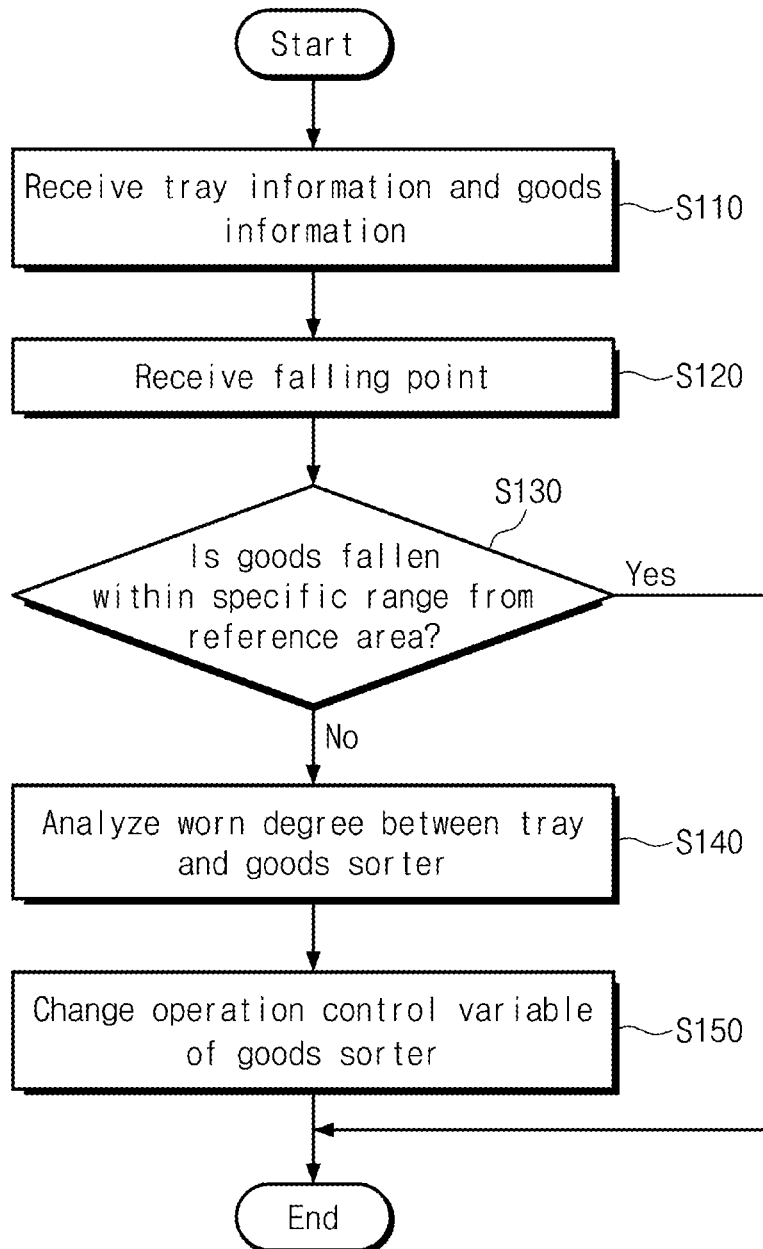 Start
Receive tray information and goods
information
S110
Receive falling point
S120
S130
Is goods fallen
within specific range from
reference area?
Yes
No
Analyze worn degree between tray
and goods sorter
S140
Change operation control variable
of goods sorter
S150
End